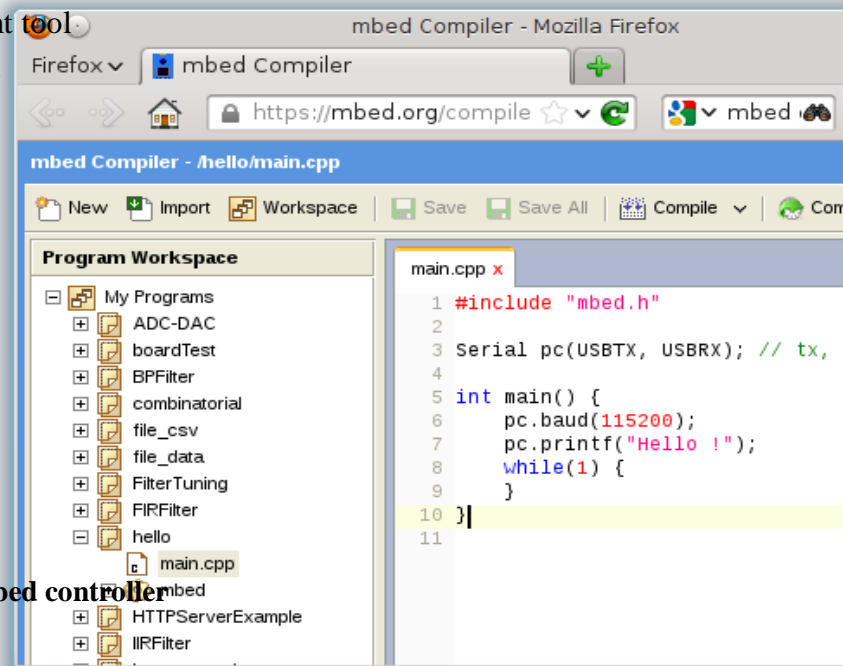 nt tool
mbed Compiler - Mozilla Firefox
Firefox
mbed Compiler
https://mbed.org/compile
mbed
mbed Compiler - /hello/main.cpp
New Import Workspace Save Save All Compile Com
Program Workspace
main.cpp x
My Programs
ADC-DAC
boardTest
BPFilter
combinatorial
file_csv
file_data
FilterTuning
FIRFilter
hello
main.cpp
mbed
bed controller
HTTPServerExample
IIRFilter
1 #include "mbed.h"
2
3 Serial pc(USBTX, USBRX); // tx,
4
5 int main() {
6 pc.baud(115200);
7 pc.printf("Hello !");
8 while(1) {
9 }
10 }
11